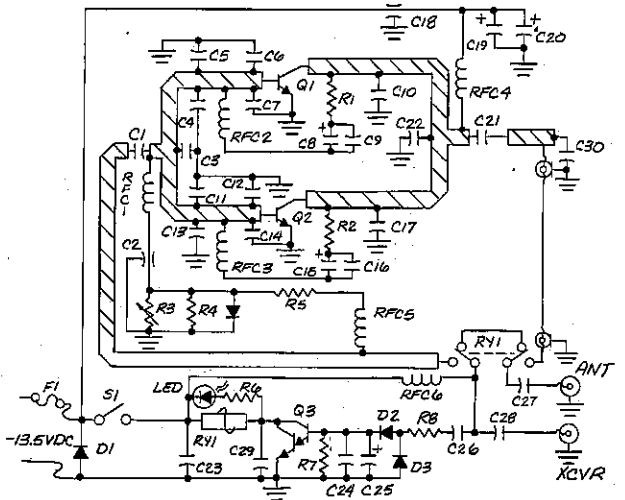 C18
C19
C20
C5
C6
Q1
C10
R1
C4
C7
RFC2
C8
C9
RFC4
C22
C21
C30
C1
C3
RFC1
C11
C12
Q2
C17
C13
C14
R2
C2
RFC3
C15
C16
R3
R4
R5
RFC5
RY1
ANT
F1
S1
LED
R6
RFC6
C27
-13.5VDC
D1
RY1
Q3
D2
R8
C28
C26
C23
C29
R7
C24
C25
D3
XCVR